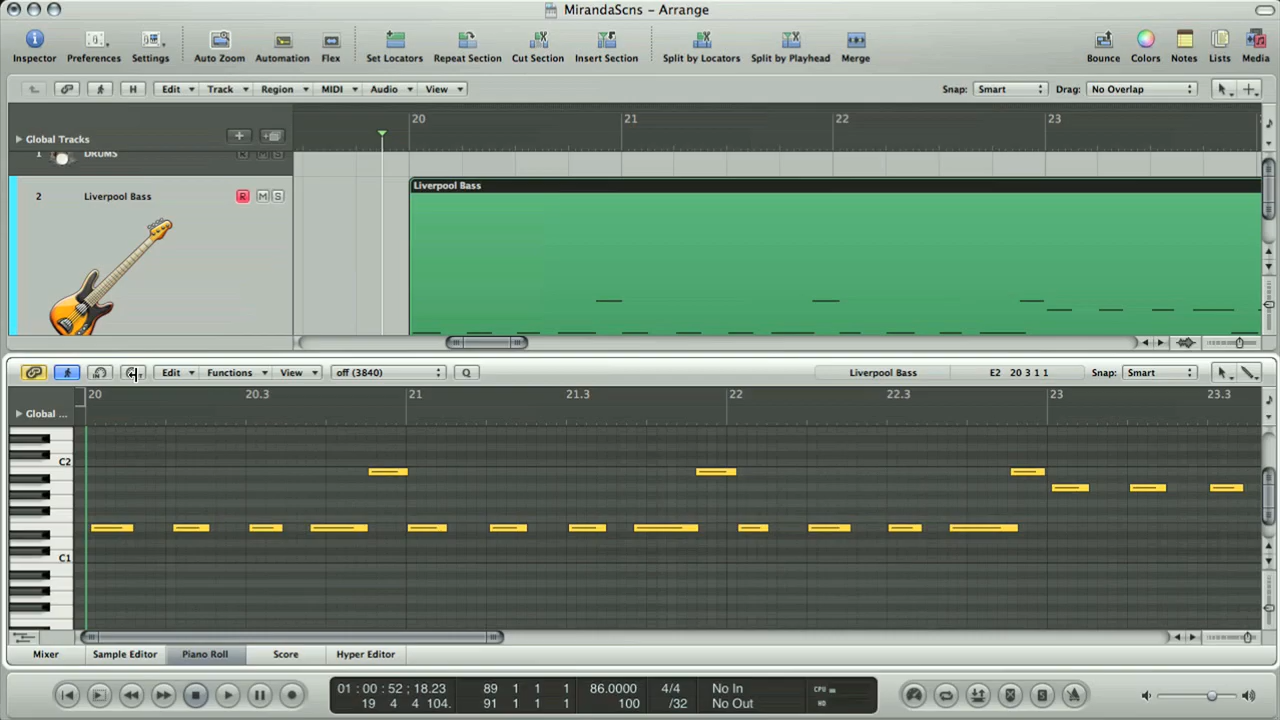 MirandaScns – Arrange
Inspector Preferences Settings Auto Zoom Automation Flex Set Locators Repeat Section Cut Section Insert Section Split by Locators Split by Playhead Merge Bounce Colors Notes Lists Media
H Edit Track Region MIDI Audio View Snap: Smart Drag: No Overlap
20 21 22 23
Global Tracks
1 DRUMS R M S
2 Liverpool Bass R M S
Liverpool Bass
Edit Functions View off (3840) Q Liverpool Bass E2 20 3 1 1 Snap: Smart
20 20.3 21 21.3 22 22.3 23 23.3
Global ...
C2
C1
Mixer Sample Editor Piano Roll Score Hyper Editor
01 : 00 : 52 ; 18.23 89 1 1 1 86.0000 4/4 No In CPU
19 4 4 104. 91 1 1 1 100 /32 No Out HD